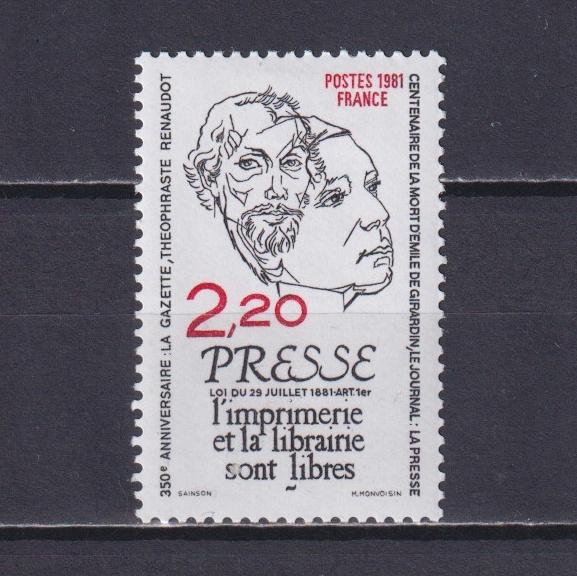 POSTES 1981
FRANCE
350e ANNIVERSAIRE : LA GAZETTE, THEOPHRASTE RENAUDOT
CENTENAIRE DE LA MORT D'EMILE DE GIRARDIN, LE JOURNAL : LA PRESSE
2,20
PRESSE
LOI DU 29 JUILLET 1881-ART.1er
l'imprimerie
et la librairie
sont libres
SAINSON
M.MONVOISIN